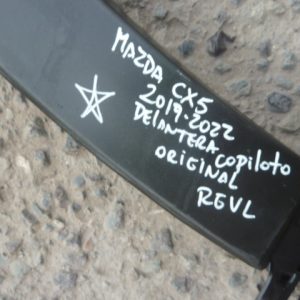 MAZDA CX5
2019-2022
DELANTERA COPILOTO
ORIGINAL
REVL